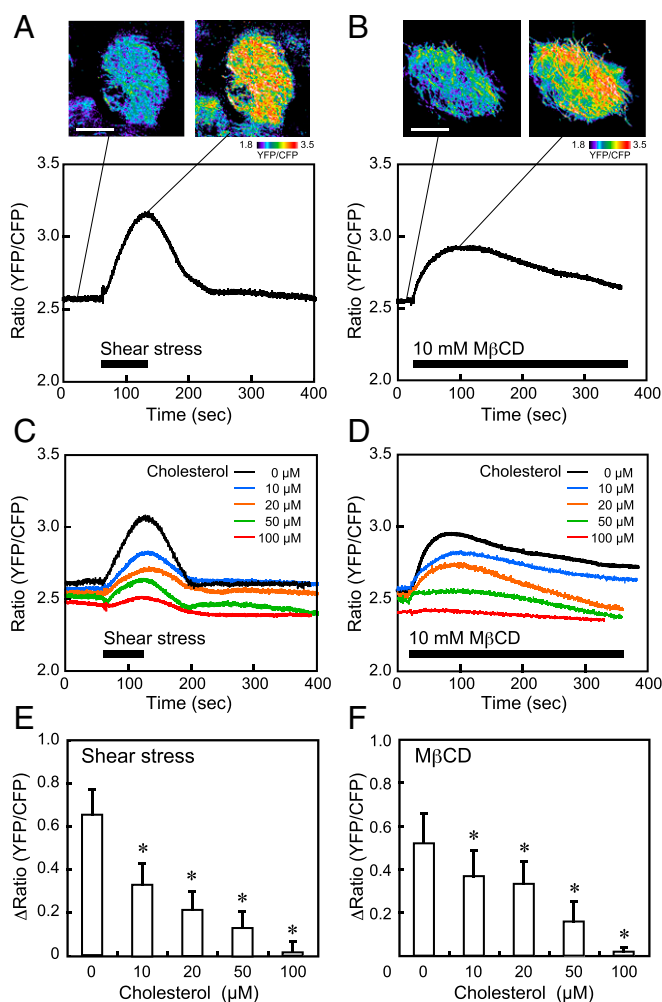 A
1.8 3.5
YFP/CFP
3.5
3.0
2.5
2.0
Ratio (YFP/CFP)
Shear stress
0 100 200 300 400
Time (sec)
B
1.8 3.5
YFP/CFP
3.5
3.0
2.5
2.0
Ratio (YFP/CFP)
10 mM MβCD
0 100 200 300 400
Time (sec)
C
3.5
3.0
2.5
2.0
Ratio (YFP/CFP)
Cholesterol
0 µM
10 µM
20 µM
50 µM
100 µM
Shear stress
0 100 200 300 400
Time (sec)
D
3.5
3.0
2.5
2.0
Ratio (YFP/CFP)
Cholesterol
0 µM
10 µM
20 µM
50 µM
100 µM
10 mM MβCD
0 100 200 300 400
Time (sec)
E
1.0
0.8
0.6
0.4
0.2
0
ΔRatio (YFP/CFP)
Shear stress
* * * *
0 10 20 50 100
Cholesterol (µM)
F
1.0
0.8
0.6
0.4
0.2
0
ΔRatio (YFP/CFP)
MβCD
* * * *
0 10 20 50 100
Cholesterol (µM)